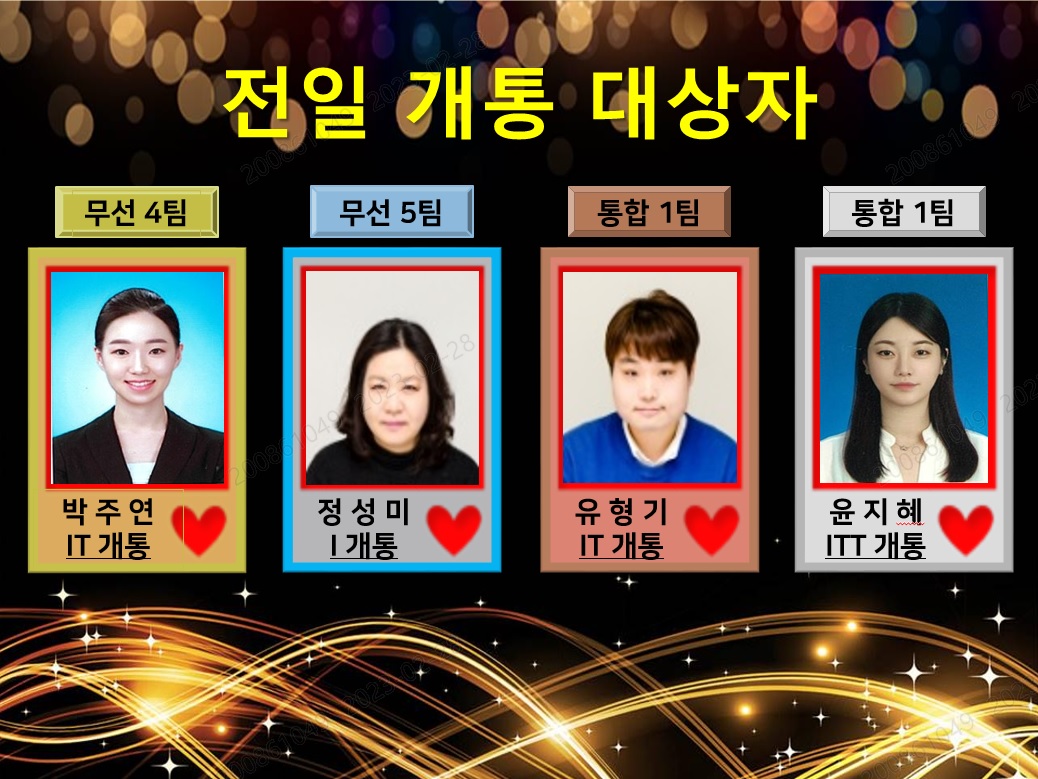 전일 개통 대상자
무선 4팀
무선 5팀
통합 1팀
통합 1팀
박 주 연
IT 개통
정 성 미
I 개통
유 형 기
IT 개통
윤 지 혜
ITT 개통